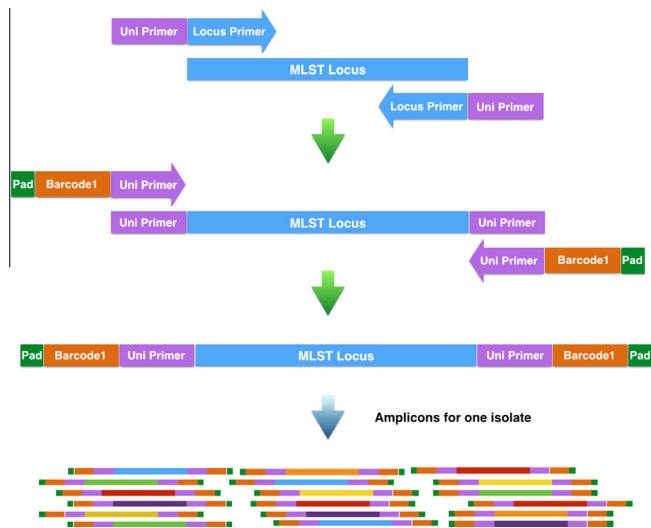 Uni Primer Locus Primer
MLST Locus
Locus Primer Uni Primer
Pad Barcode1 Uni Primer
Uni Primer MLST Locus Uni Primer
Uni Primer Barcode1 Pad
Pad Barcode1 Uni Primer MLST Locus Uni Primer Barcode1 Pad
Amplicons for one isolate